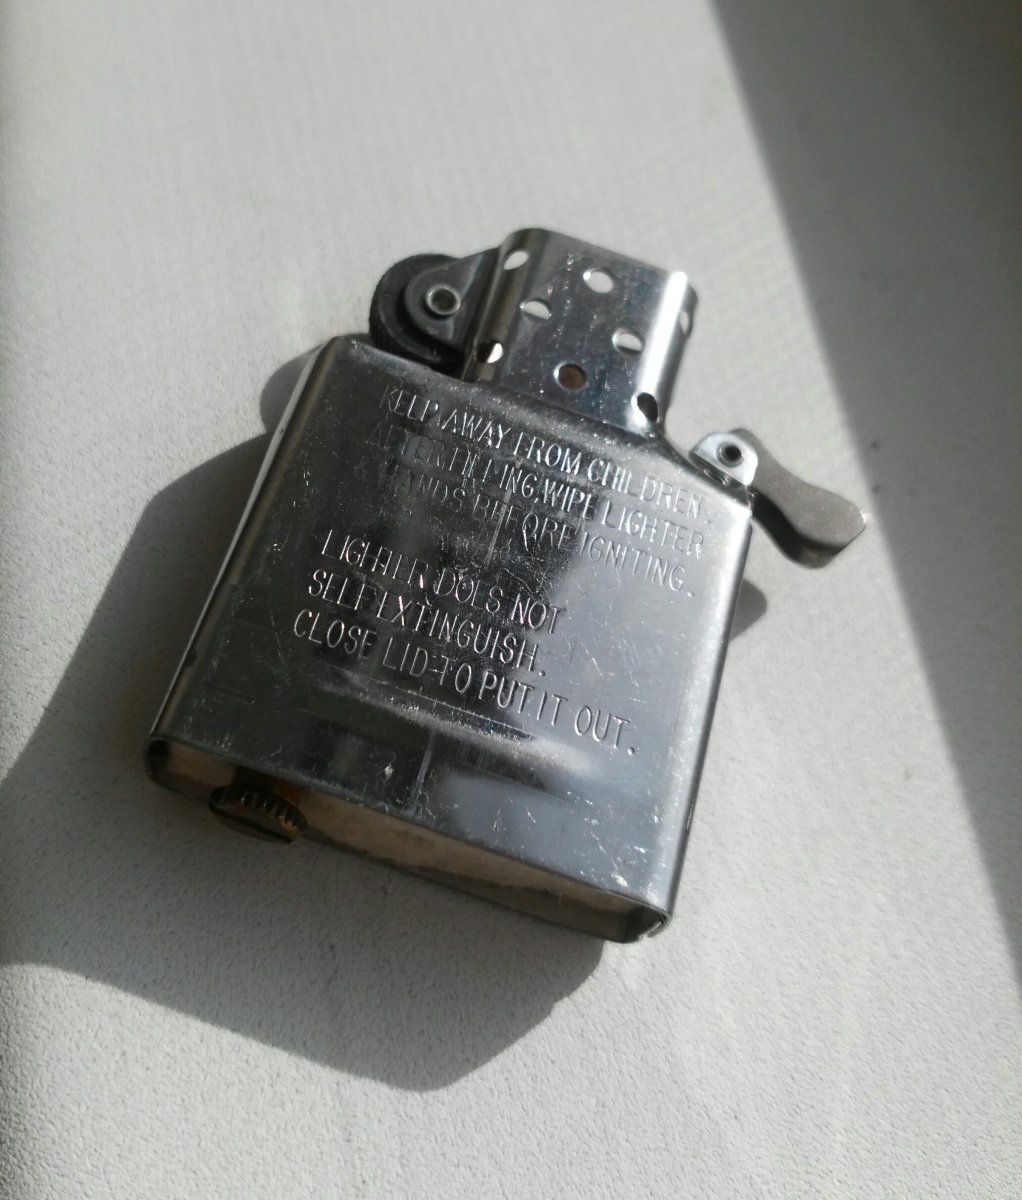 KEEP AWAY FROM CHILDREN.
AFTER FILLING, WIPE LIGHTER
& HANDS BEFORE IGNITING.
LIGHTER DOES NOT
SELF EXTINGUISH.
CLOSE LID TO PUT IT OUT.